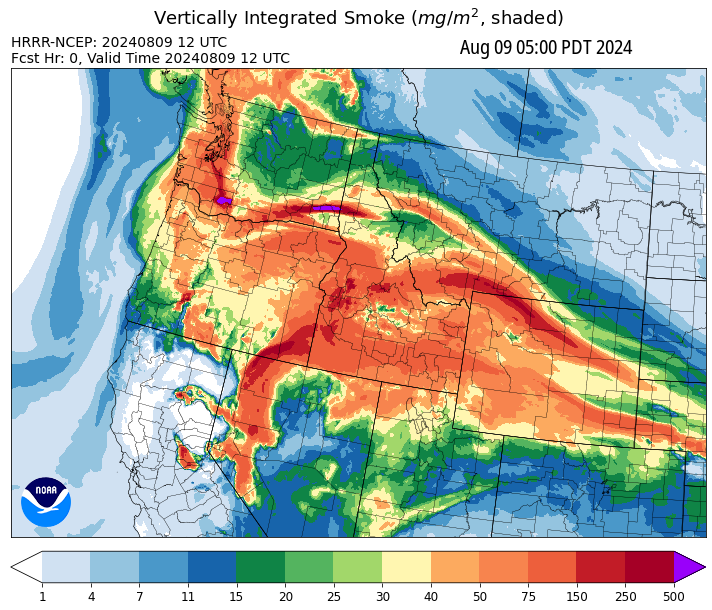 Vertically Integrated Smoke (mg/m², shaded)
HRRR-NCEP: 20240809 12 UTC
Aug 09 05:00 PDT 2024
Fcst Hr: 0, Valid Time 20240809 12 UTC
NOAA
1 4 7 11 15 20 25 30 40 50 75 150 250 500